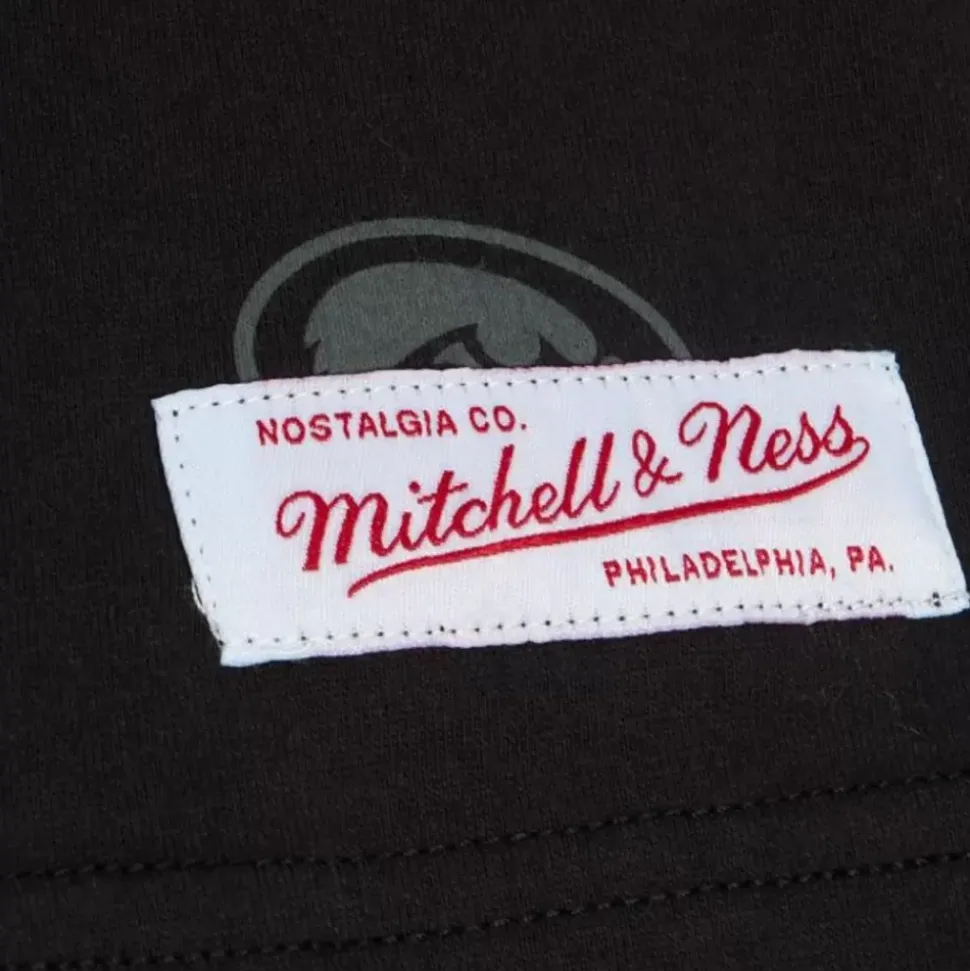 NOSTALGIA CO.
Mitchell & Ness
PHILADELPHIA, PA.